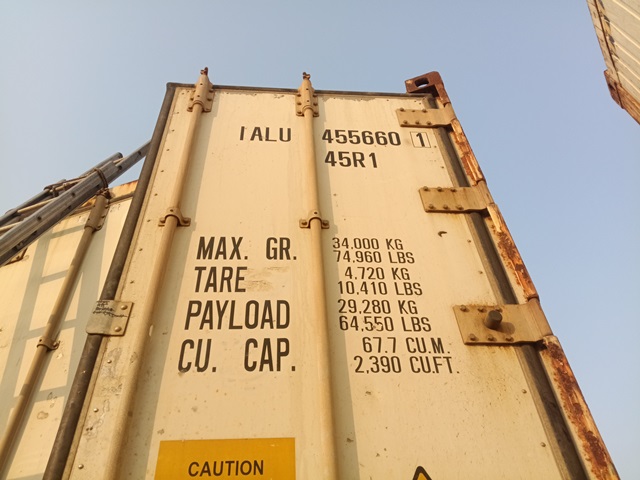 IALU 455660 1
45R1
MAX. GR. 34,000 KG
74,960 LBS
TARE 4,720 KG
10,410 LBS
PAYLOAD 29,280 KG
64,550 LBS
CU. CAP. 67.7 CU.M.
2,390 CU.FT.
CAUTION